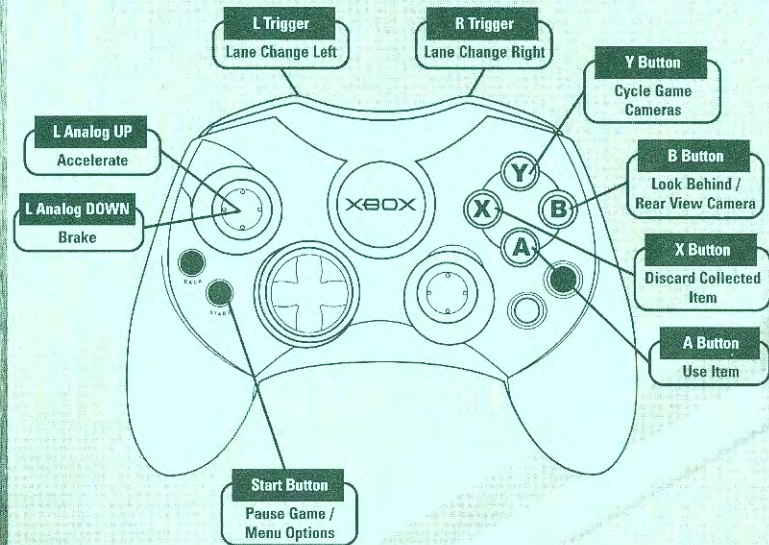 L Trigger
Lane Change Left
R Trigger
Lane Change Right
Y Button
Cycle Game
Cameras
L Analog UP
Accelerate
B Button
Look Behind /
Rear View Camera
L Analog DOWN
Brake
XBOX
Y
X
B
A
X Button
Discard Collected
Item
BACK
START
A Button
Use Item
Start Button
Pause Game /
Menu Options